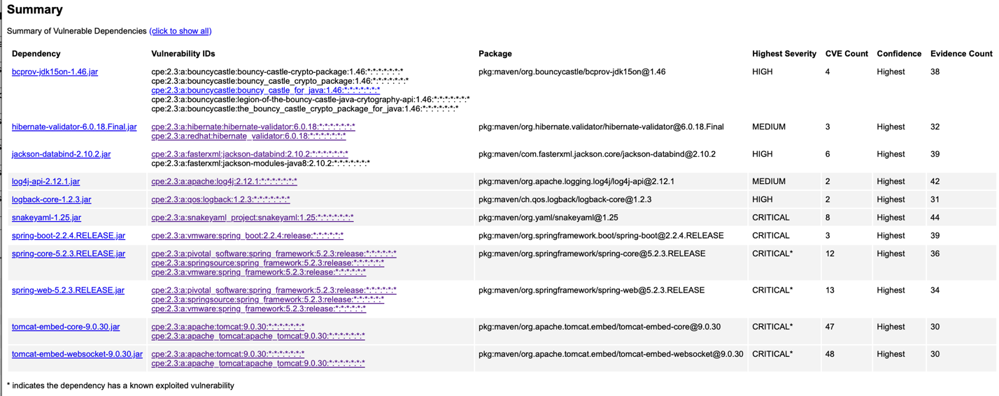 Summary
Summary of Vulnerable Dependencies (click to show all)
Dependency Vulnerability IDs Package Highest Severity CVE Count Confidence Evidence Count
bcprov-jdk15on-1.46.jar cpe:2.3:a:bouncycastle:bouncy-castle-crypto-package:1.46:*:*:*:*:*:*:* pkg:maven/org.bouncycastle/bcprov-jdk15on@1.46 HIGH 4 Highest 38
cpe:2.3:a:bouncycastle:bouncy_castle_crypto_package:1.46:*:*:*:*:*:*:*
cpe:2.3:a:bouncycastle:bouncy_castle_for_java:1.46:*:*:*:*:*:*:*
cpe:2.3:a:bouncycastle:legion-of-the-bouncy-castle-java-crytography-api:1.46:*:*:*:*:*:*:*
cpe:2.3:a:bouncycastle:the_bouncy_castle_crypto_package_for_java:1.46:*:*:*:*:*:*:*
hibernate-validator-6.0.18.Final.jar cpe:2.3:a:hibernate:hibernate-validator:6.0.18:*:*:*:*:*:*:* pkg:maven/org.hibernate.validator/hibernate-validator@6.0.18.Final MEDIUM 3 Highest 32
cpe:2.3:a:redhat:hibernate_validator:6.0.18:*:*:*:*:*:*:*
jackson-databind-2.10.2.jar cpe:2.3:a:fasterxml:jackson-databind:2.10.2:*:*:*:*:*:*:* pkg:maven/com.fasterxml.jackson.core/jackson-databind@2.10.2 HIGH 6 Highest 39
cpe:2.3:a:fasterxml:jackson-modules-java8:2.10.2:*:*:*:*:*:*:*
log4j-api-2.12.1.jar cpe:2.3:a:apache:log4j:2.12.1:*:*:*:*:*:*:* pkg:maven/org.apache.logging.log4j/log4j-api@2.12.1 MEDIUM 2 Highest 42
logback-core-1.2.3.jar cpe:2.3:a:qos:logback:1.2.3:*:*:*:*:*:*:* pkg:maven/ch.qos.logback/logback-core@1.2.3 HIGH 2 Highest 31
snakeyaml-1.25.jar cpe:2.3:a:snakeyaml_project:snakeyaml:1.25:*:*:*:*:*:*:* pkg:maven/org.yaml/snakeyaml@1.25 CRITICAL 8 Highest 44
spring-boot-2.2.4.RELEASE.jar cpe:2.3:a:vmware:spring_boot:2.2.4:release:*:*:*:*:*:* pkg:maven/org.springframework.boot/spring-boot@2.2.4.RELEASE CRITICAL 3 Highest 39
spring-core-5.2.3.RELEASE.jar cpe:2.3:a:pivotal_software:spring_framework:5.2.3:release:*:*:*:*:*:* pkg:maven/org.springframework/spring-core@5.2.3.RELEASE CRITICAL* 12 Highest 36
cpe:2.3:a:springsource:spring_framework:5.2.3:release:*:*:*:*:*:*
cpe:2.3:a:vmware:spring_framework:5.2.3:release:*:*:*:*:*:*
spring-web-5.2.3.RELEASE.jar cpe:2.3:a:pivotal_software:spring_framework:5.2.3:release:*:*:*:*:*:* pkg:maven/org.springframework/spring-web@5.2.3.RELEASE CRITICAL* 13 Highest 34
cpe:2.3:a:springsource:spring_framework:5.2.3:release:*:*:*:*:*:*
cpe:2.3:a:vmware:spring_framework:5.2.3:release:*:*:*:*:*:*
tomcat-embed-core-9.0.30.jar cpe:2.3:a:apache:tomcat:9.0.30:*:*:*:*:*:*:* pkg:maven/org.apache.tomcat.embed/tomcat-embed-core@9.0.30 CRITICAL* 47 Highest 30
cpe:2.3:a:apache_tomcat:apache_tomcat:9.0.30:*:*:*:*:*:*:*
tomcat-embed-websocket-9.0.30.jar cpe:2.3:a:apache:tomcat:9.0.30:*:*:*:*:*:*:* pkg:maven/org.apache.tomcat.embed/tomcat-embed-websocket@9.0.30 CRITICAL* 48 Highest 30
cpe:2.3:a:apache_tomcat:apache_tomcat:9.0.30:*:*:*:*:*:*:*
* indicates the dependency has a known exploited vulnerability